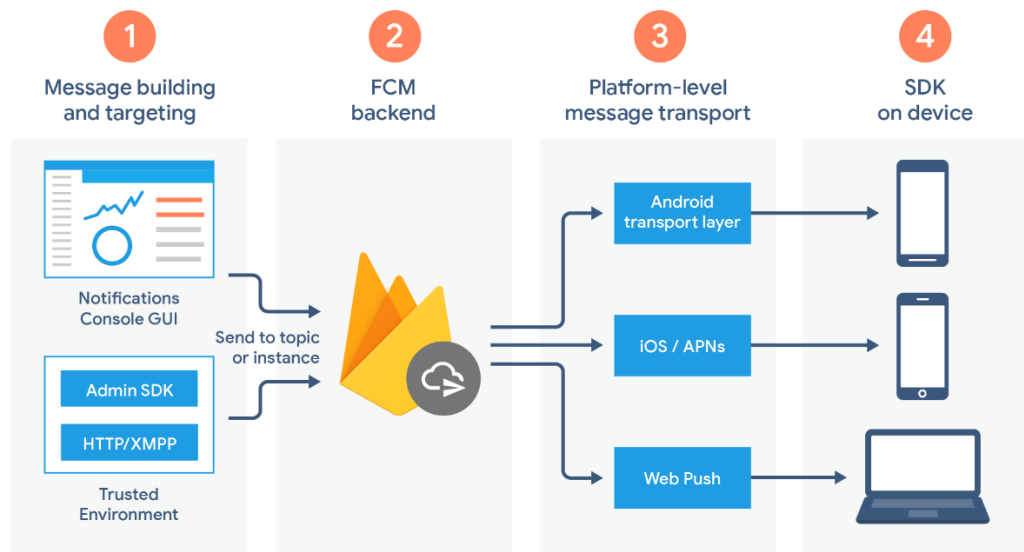 1
Message building
and targeting
2
FCM
backend
3
Platform-level
message transport
4
SDK
on device
Notifications
Console GUI
Send to topic
or instance
Admin SDK
HTTP/XMPP
Trusted
Environment
Android
transport layer
iOS / APNs
Web Push